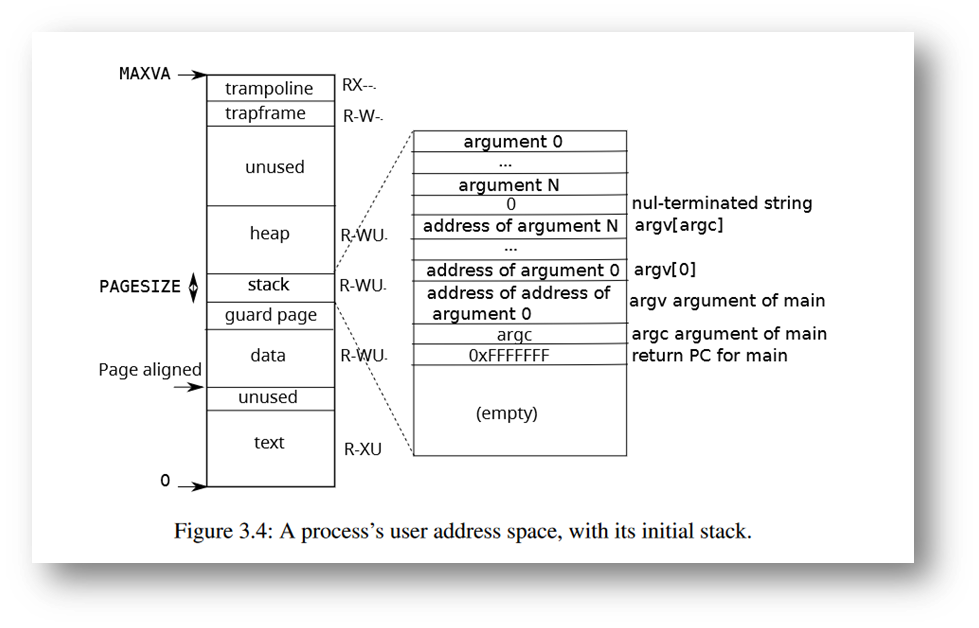 MAXVA
trampoline
RX--
trapframe
R-W-
unused
heap
R-WU
PAGESIZE
stack
R-WU
guard page
data
R-WU
Page aligned
unused
text
R-XU
0
argument 0
...
argument N
0
nul-terminated string
address of argument N
argv[argc]
...
address of argument 0
argv[0]
address of address of
argument 0
argv argument of main
argc
argc argument of main
0xFFFFFFF
return PC for main
(empty)
Figure 3.4: A process’s user address space, with its initial stack.